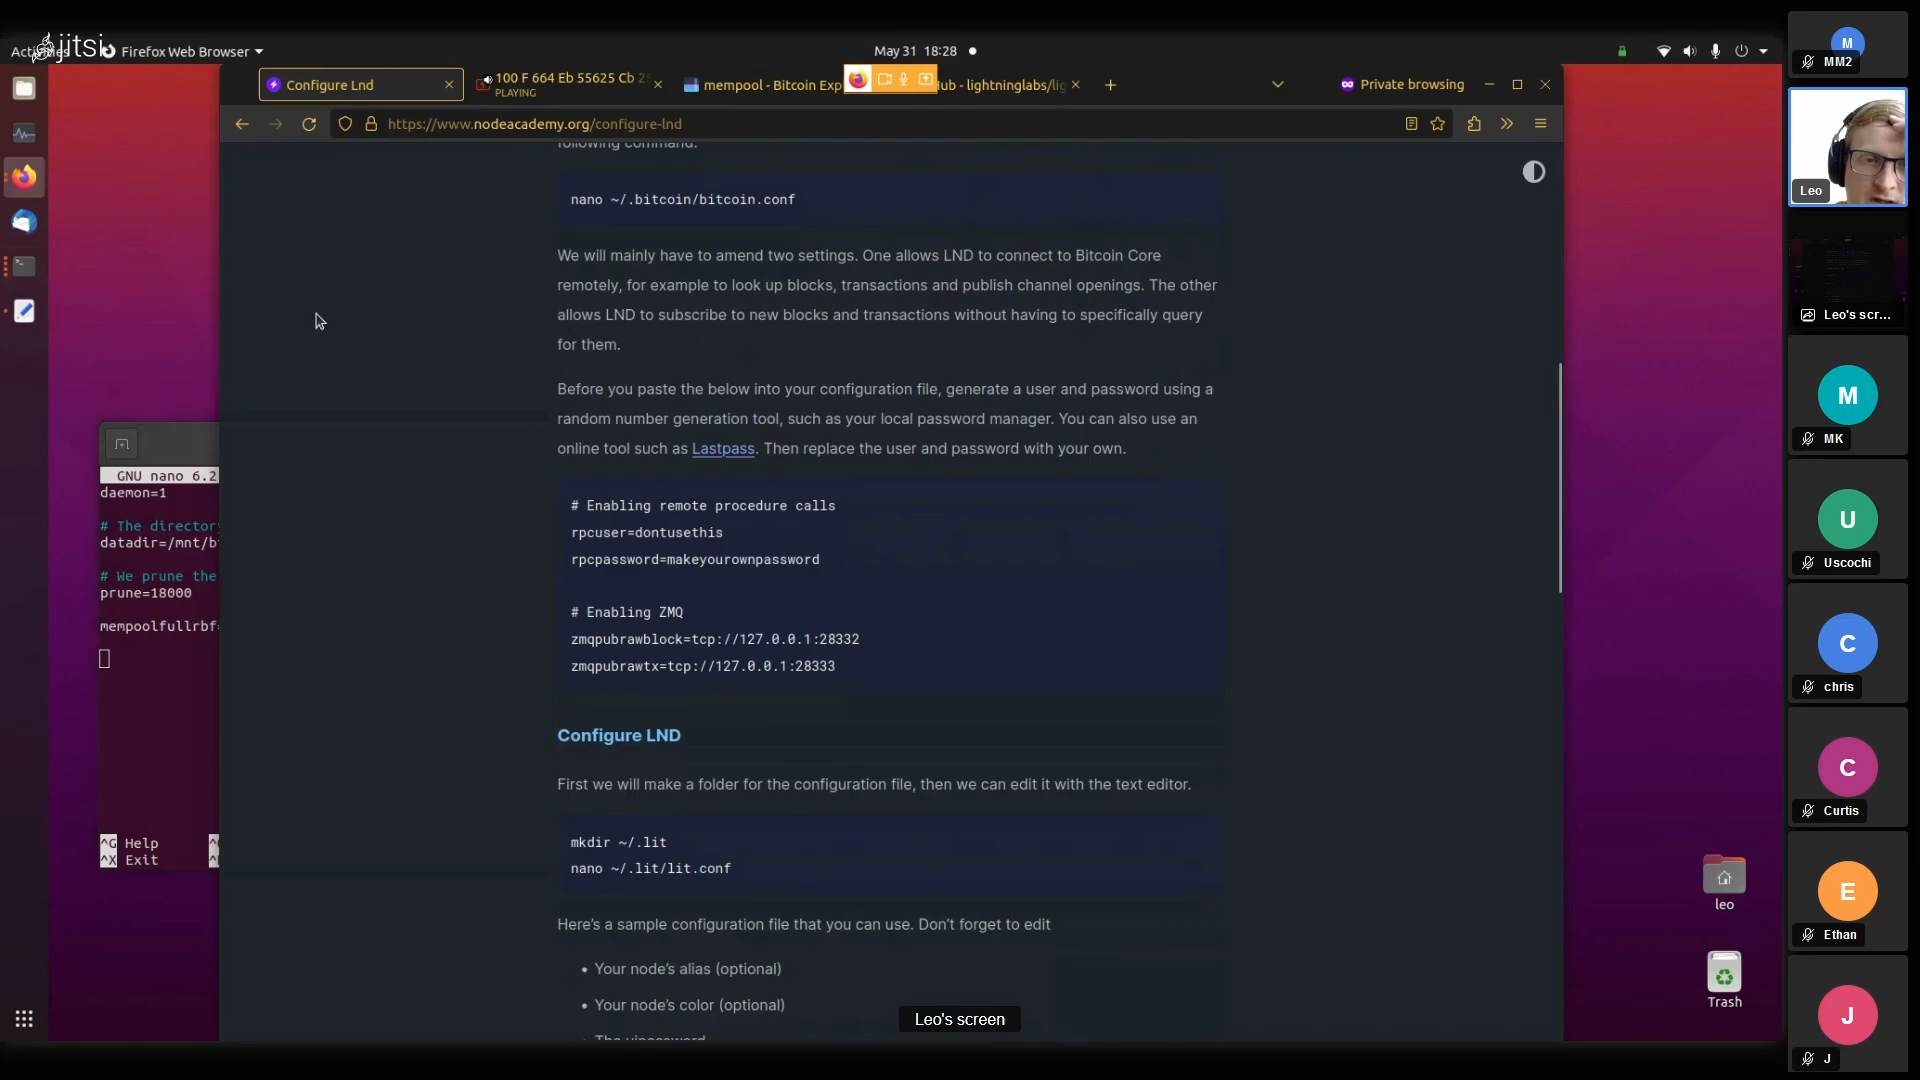 jitsi
Activities
Firefox Web Browser
May 31 18:28
Configure Lnd
100 F 664 Eb 55625 Cb 2
PLAYING
mempool - Bitcoin Exp
ub - lightninglabs/lig
Private browsing
https://www.nodeacademy.org/configure-lnd
following command:
nano ~/.bitcoin/bitcoin.conf
We will mainly have to amend two settings. One allows LND to connect to Bitcoin Core
remotely, for example to look up blocks, transactions and publish channel openings. The other
allows LND to subscribe to new blocks and transactions without having to specifically query
for them.
Before you paste the below into your configuration file, generate a user and password using a
random number generation tool, such as your local password manager. You can also use an
online tool such as Lastpass. Then replace the user and password with your own.
# Enabling remote procedure calls
rpcuser=dontusethis
rpcpassword=makeyourownpassword
# Enabling ZMQ
zmqpubrawblock=tcp://127.0.0.1:28332
zmqpubrawtx=tcp://127.0.0.1:28333
Configure LND
First we will make a folder for the configuration file, then we can edit it with the text editor.
mkdir ~/.lit
nano ~/.lit/lit.conf
Here's a sample configuration file that you can use. Don't forget to edit
• Your node's alias (optional)
• Your node's color (optional)
GNU nano 6.2
daemon=1
# The directory
datadir=/mnt/b
# We prune the
prune=18000
mempoolfullrbf=
^G Help
^X Exit
leo
Trash
Leo's screen
M
MM2
Leo
Leo's scr...
M
MK
U
Uscochi
C
chris
C
Curtis
E
Ethan
J
J